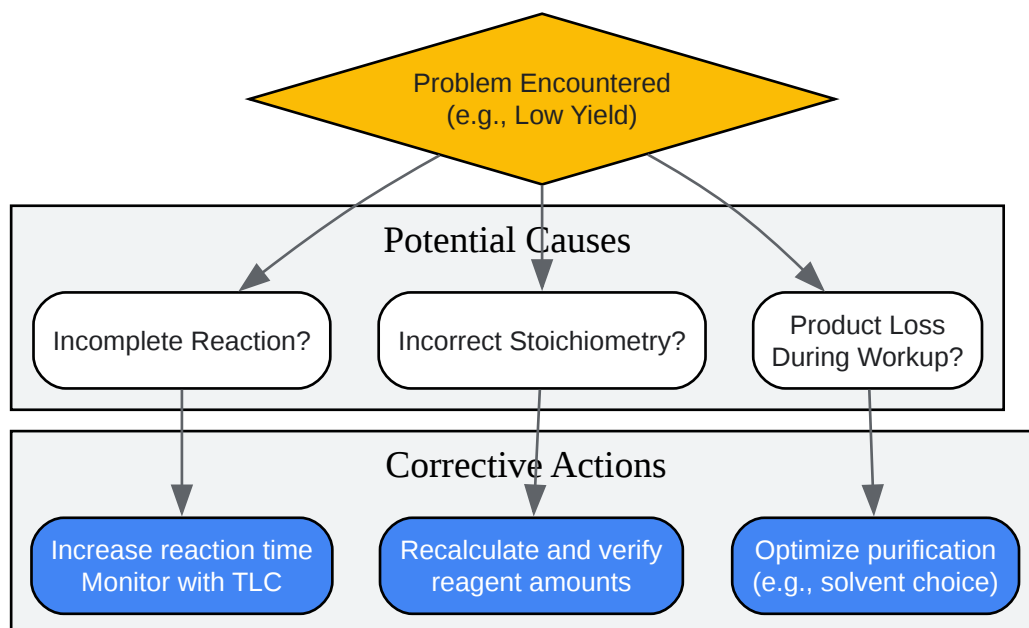 Problem Encountered
(e.g., Low Yield)
Potential Causes
Incomplete Reaction?
Incorrect Stoichiometry?
Product Loss
During Workup?
Corrective Actions
Increase reaction time
Monitor with TLC
Recalculate and verify
reagent amounts
Optimize purification
(e.g., solvent choice)